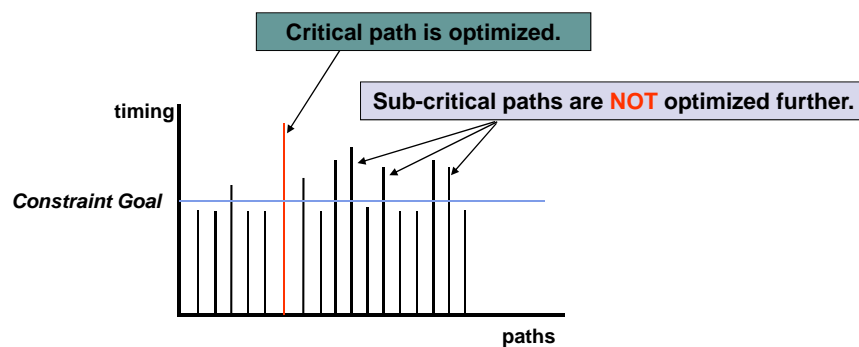 Critical path is optimized.
Sub-critical paths are NOT optimized further.
timing
Constraint Goal
paths